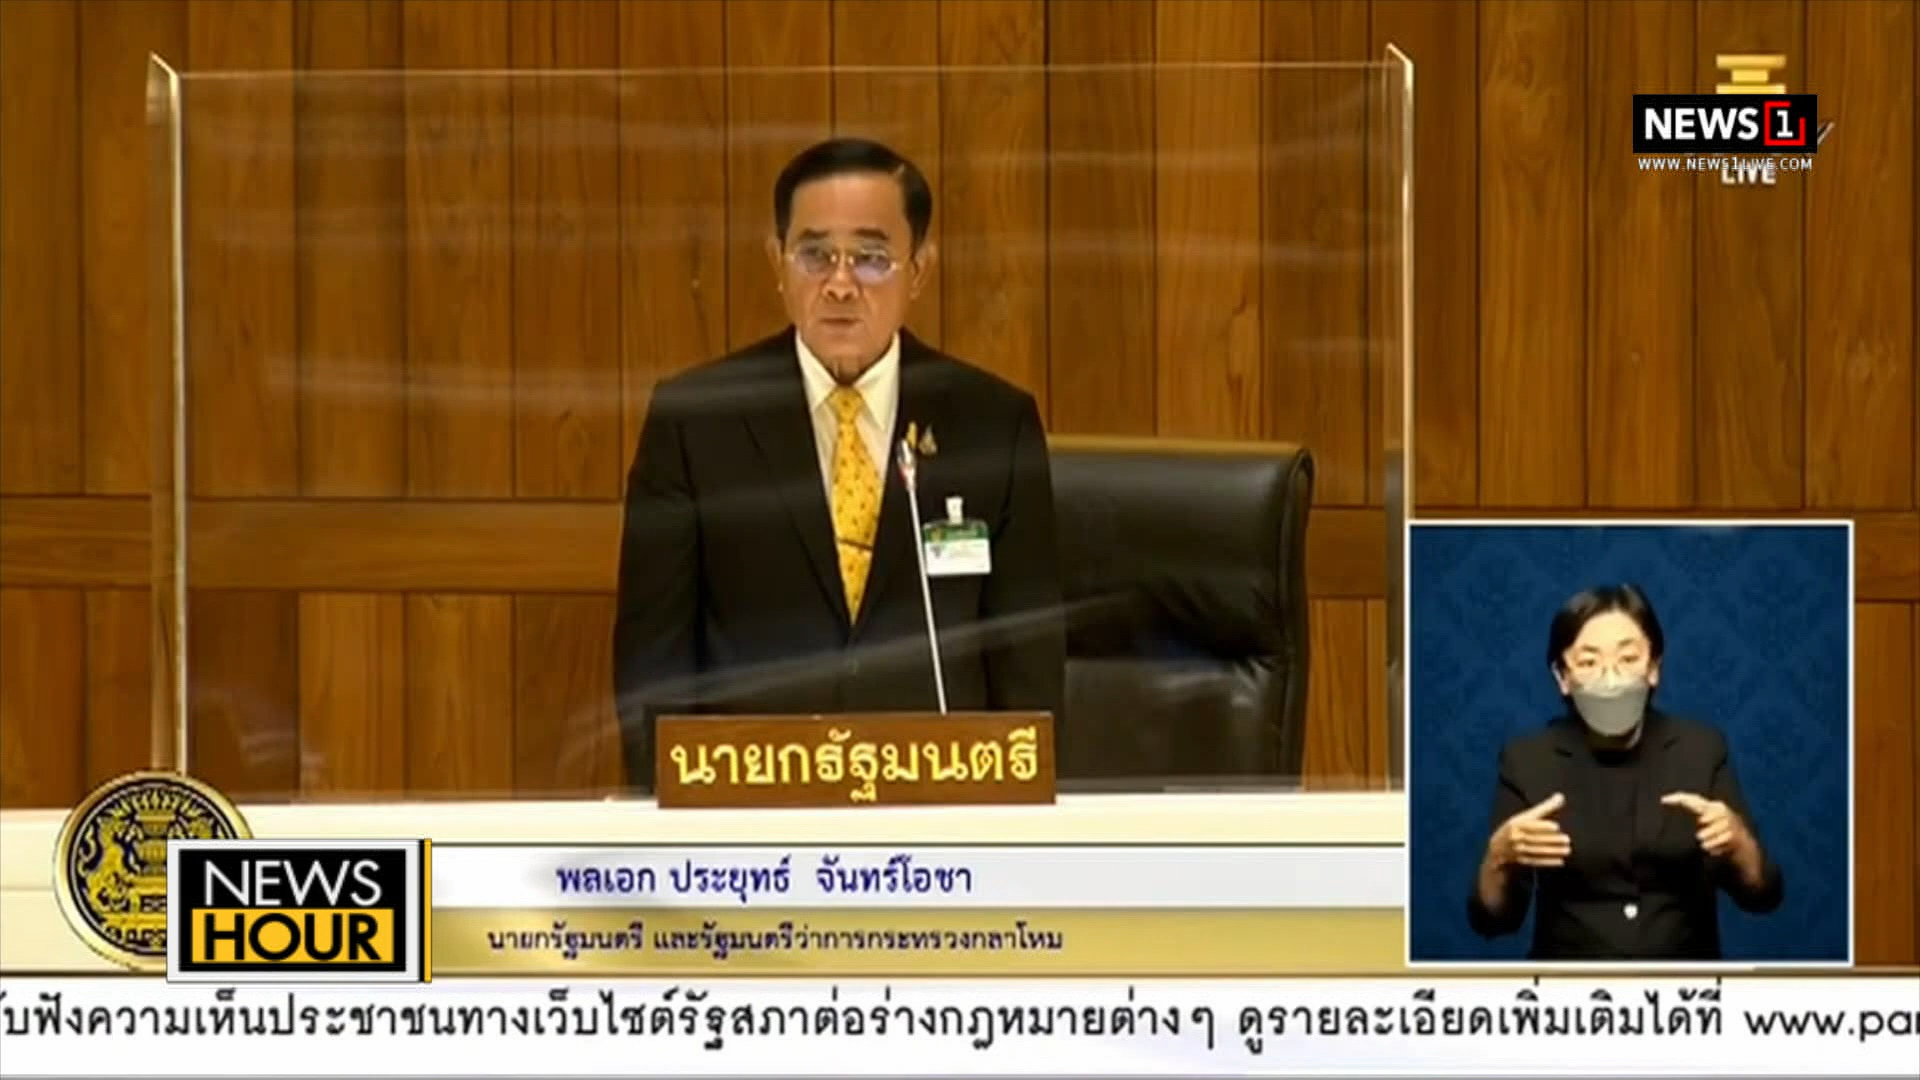 NEWS 1
WWW.NEWS1LIVE.COM
LIVE
นายกรัฐมนตรี
พลเอก ประยุทธ์ จันทร์โอชา
นายกรัฐมนตรี และรัฐมนตรีว่าการกระทรวงกลาโหม
NEWS
HOUR
รับฟังความเห็นประชาชนทางเว็บไซต์รัฐสภาต่อร่างกฎหมายต่างๆ ดูรายละเอียดเพิ่มเติมได้ที่ www.par